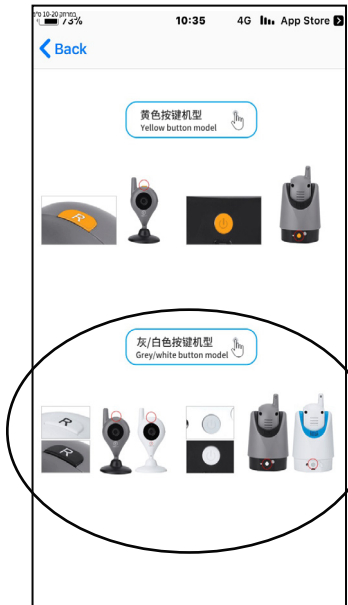 73%
10:35
4G
App Store
Back
黄色按键机型
Yellow button model
R
灰/白色按键机型
Grey/white button model
R
R